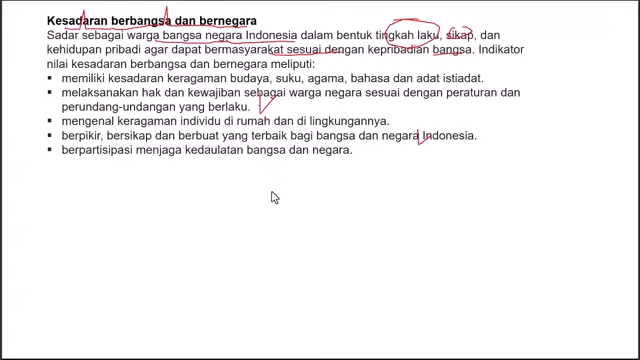 Kesadaran berbangsa dan bernegara
Sadar sebagai warga bangsa negara Indonesia dalam bentuk tingkah laku, sikap, dan
kehidupan pribadi agar dapat bermasyarakat sesuai dengan kepribadian bangsa. Indikator
nilai kesadaran berbangsa dan bernegara meliputi:
▪ memiliki kesadaran keragaman budaya, suku, agama, bahasa dan adat istiadat.
▪ melaksanakan hak dan kewajiban sebagai warga negara sesuai dengan peraturan dan
perundang-undangan yang berlaku.
▪ mengenal keragaman individu di rumah dan di lingkungannya.
▪ berpikir, bersikap dan berbuat yang terbaik bagi bangsa dan negara Indonesia.
▪ berpartisipasi menjaga kedaulatan bangsa dan negara.